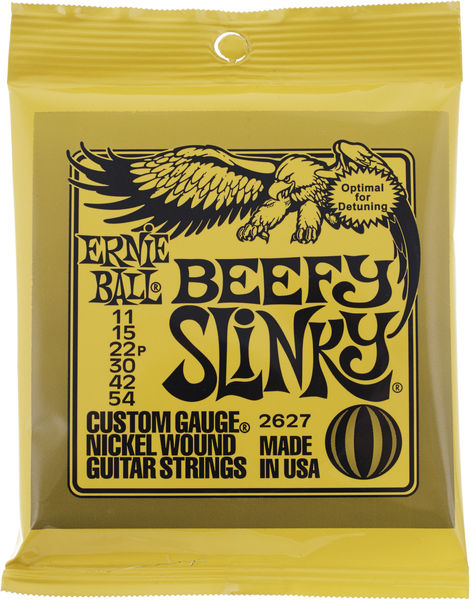 Optimal
for
Detuning
ERNIE
BALL®
BEEFY
SLINKY®
11
15
22P
30
42
54
CUSTOM GAUGE® 2627
NICKEL WOUND MADE
GUITAR STRINGS IN USA